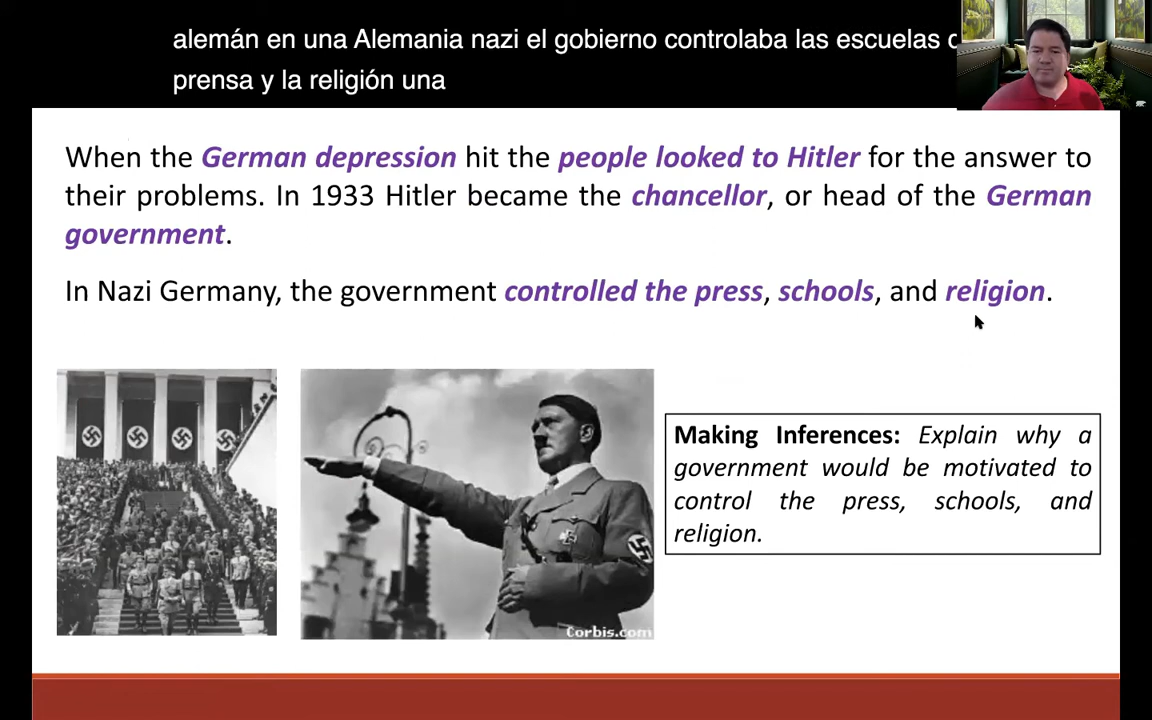 alemán en una Alemania nazi el gobierno controlaba las escuelas
prensa y la religión una
When the German depression hit the people looked to Hitler for the answer to
their problems. In 1933 Hitler became the chancellor, or head of the German
government.
In Nazi Germany, the government controlled the press, schools, and religion.
Making Inferences: Explain why a
government would be motivated to
control the press, schools, and
religion.
Corbis.com